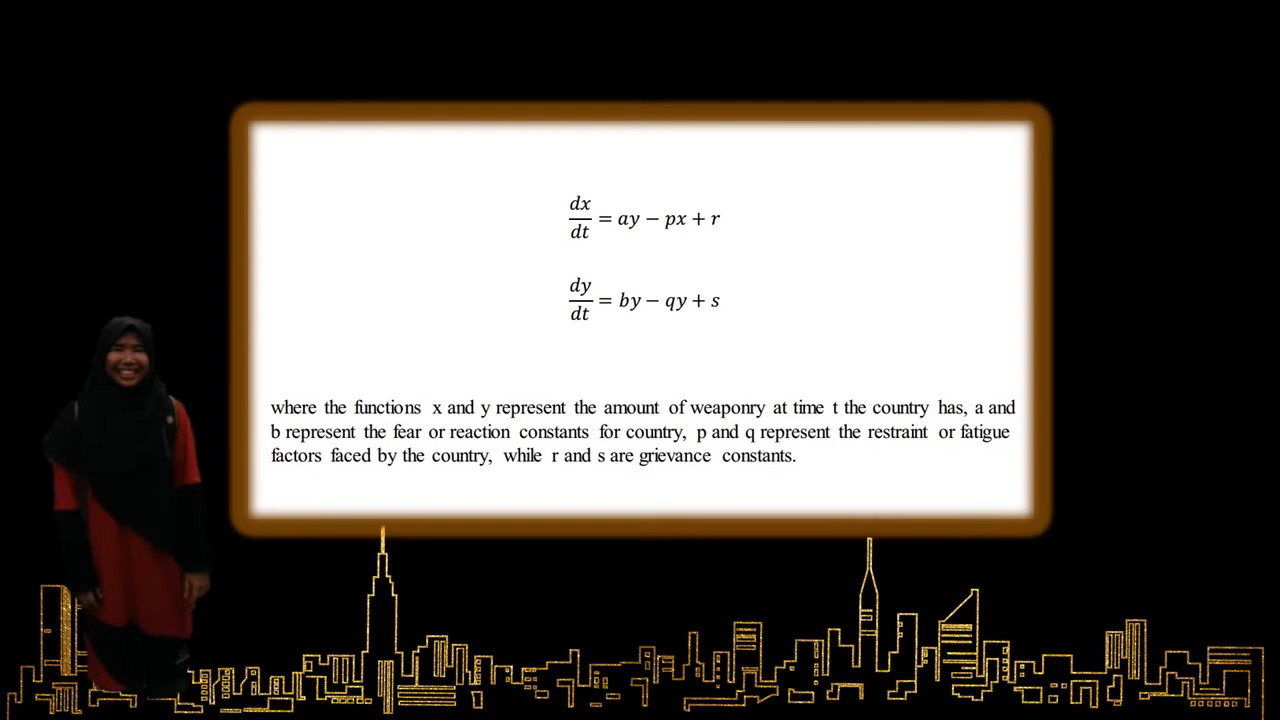 dx/dt = ay − px + r
dy/dt = by − qy + s
where the functions x and y represent the amount of weaponry at time t the country has, a and
b represent the fear or reaction constants for country, p and q represent the restraint or fatigue
factors faced by the country, while r and s are grievance constants.